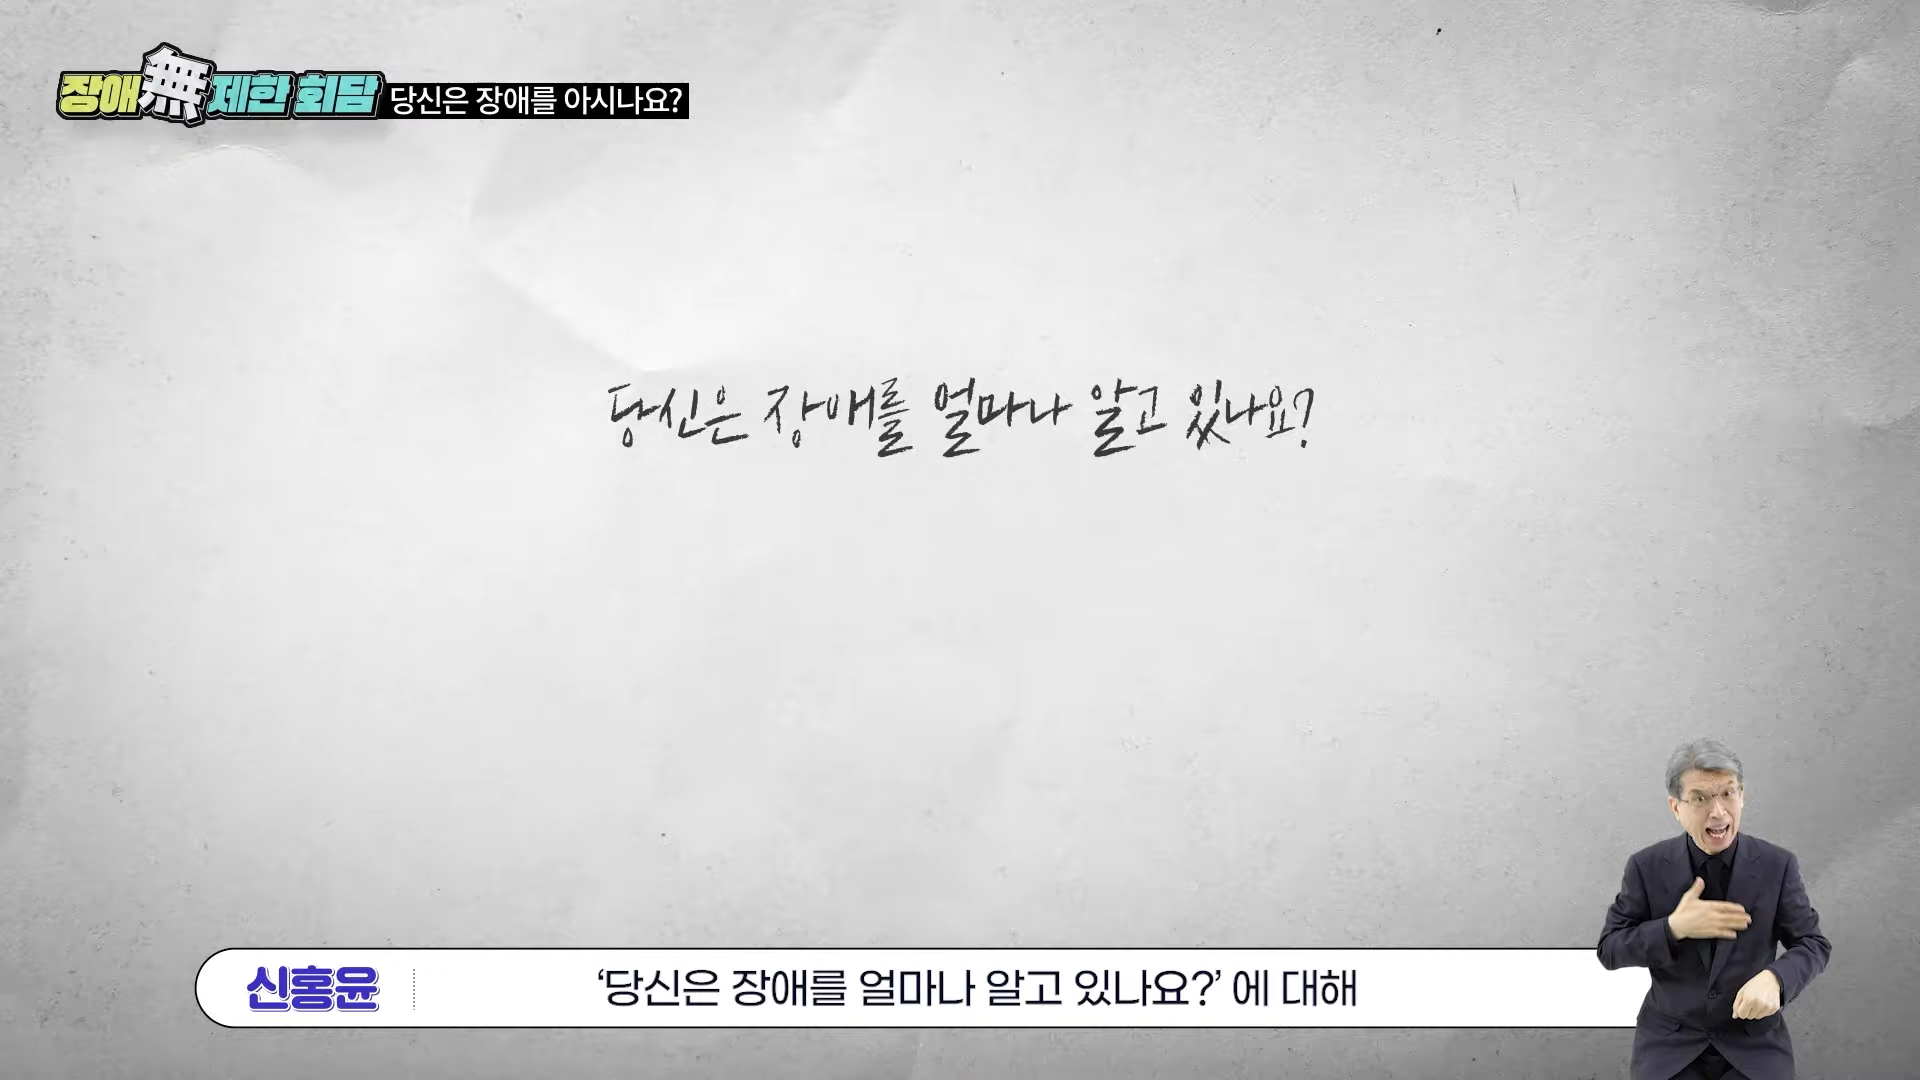 장애無제한 회담 당신은 장애를 아시나요?
당신은 장애를 얼마나 알고 있나요?
신홍윤 ‘당신은 장애를 얼마나 알고 있나요?’ 에 대해